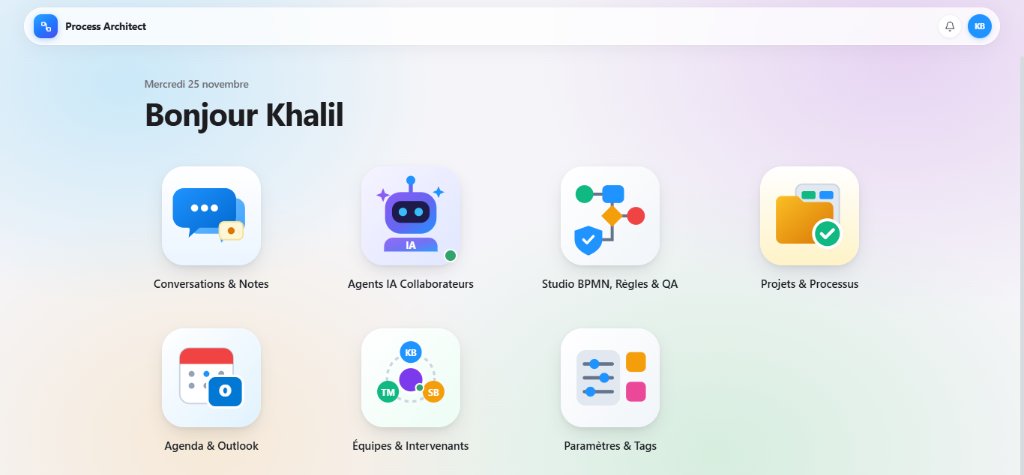 Process Architect
KB
Mercredi 25 novembre
Bonjour Khalil
IA
Conversations & Notes
Agents IA Collaborateurs
Studio BPMN, Règles & QA
Projets & Processus
O
KB
TM
SB
Agenda & Outlook
Équipes & Intervenants
Paramètres & Tags